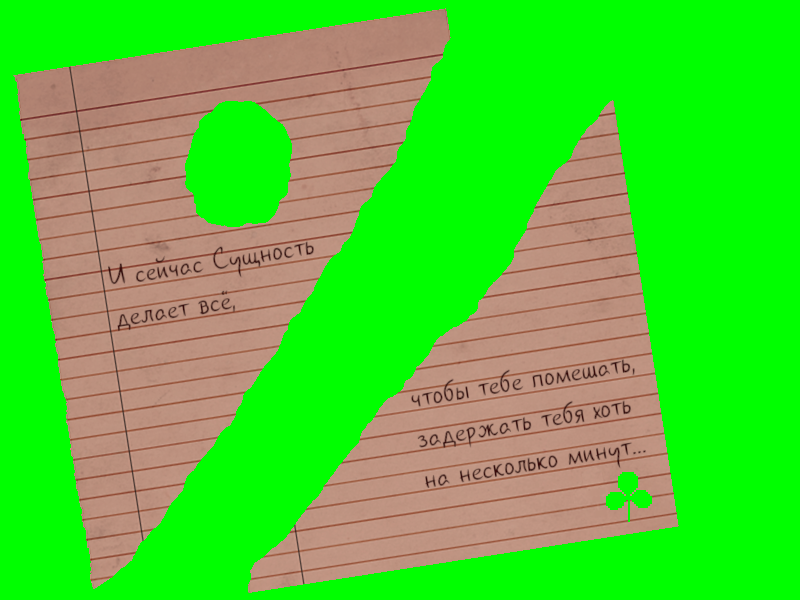 И сейчас Сущность
делает всё,
чтобы тебе помешать,
задержать тебя хоть
на несколько минут...